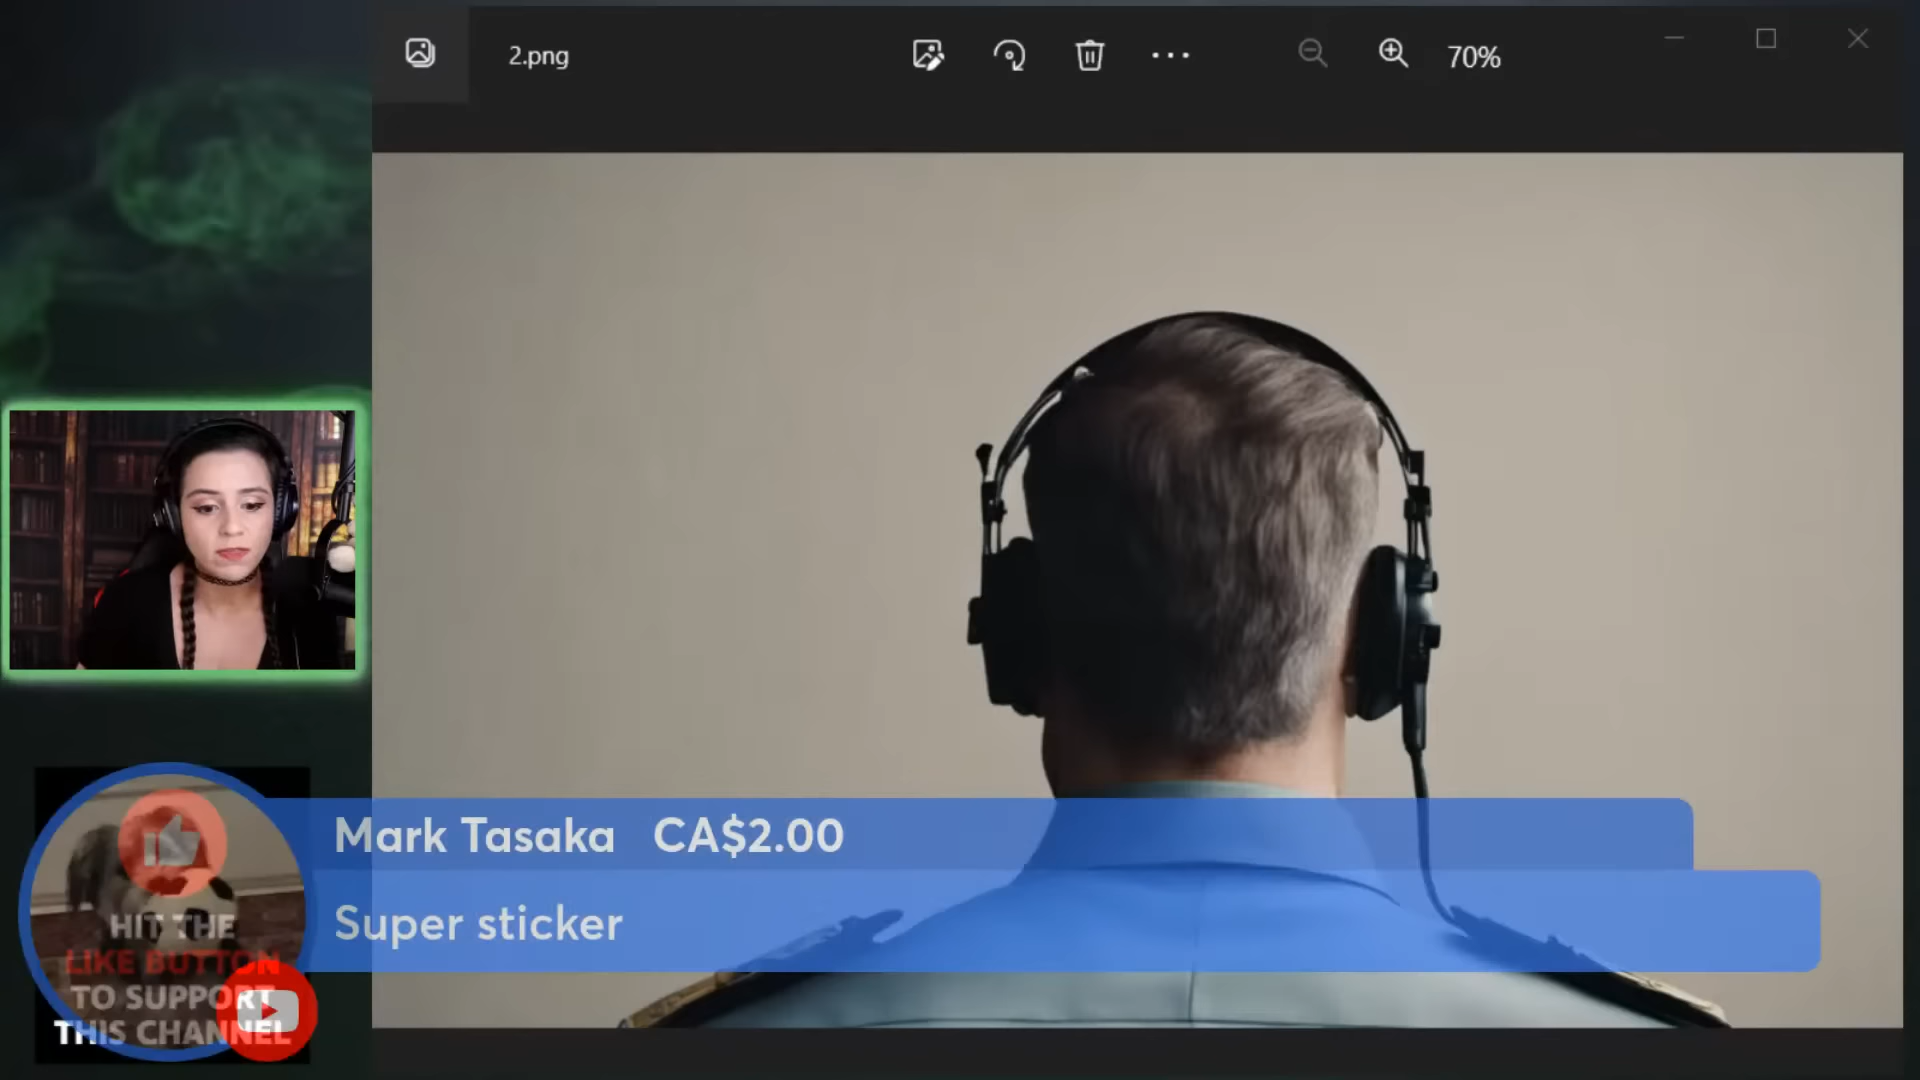 2.png
70%
Mark Tasaka CA$2.00
Super sticker
HIT THE
LIKE BUTTON
TO SUPPORT
THIS CHANNEL